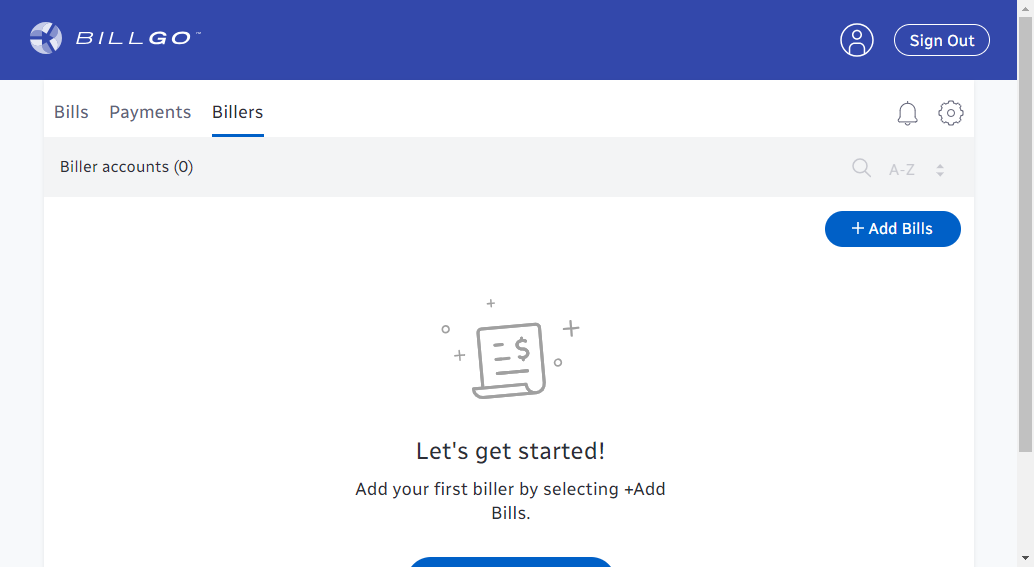 BILLGO™
Sign Out
Bills Payments Billers
Biller accounts (0)
A-Z
+ Add Bills
$
Let's get started!
Add your first biller by selecting +Add
Bills.